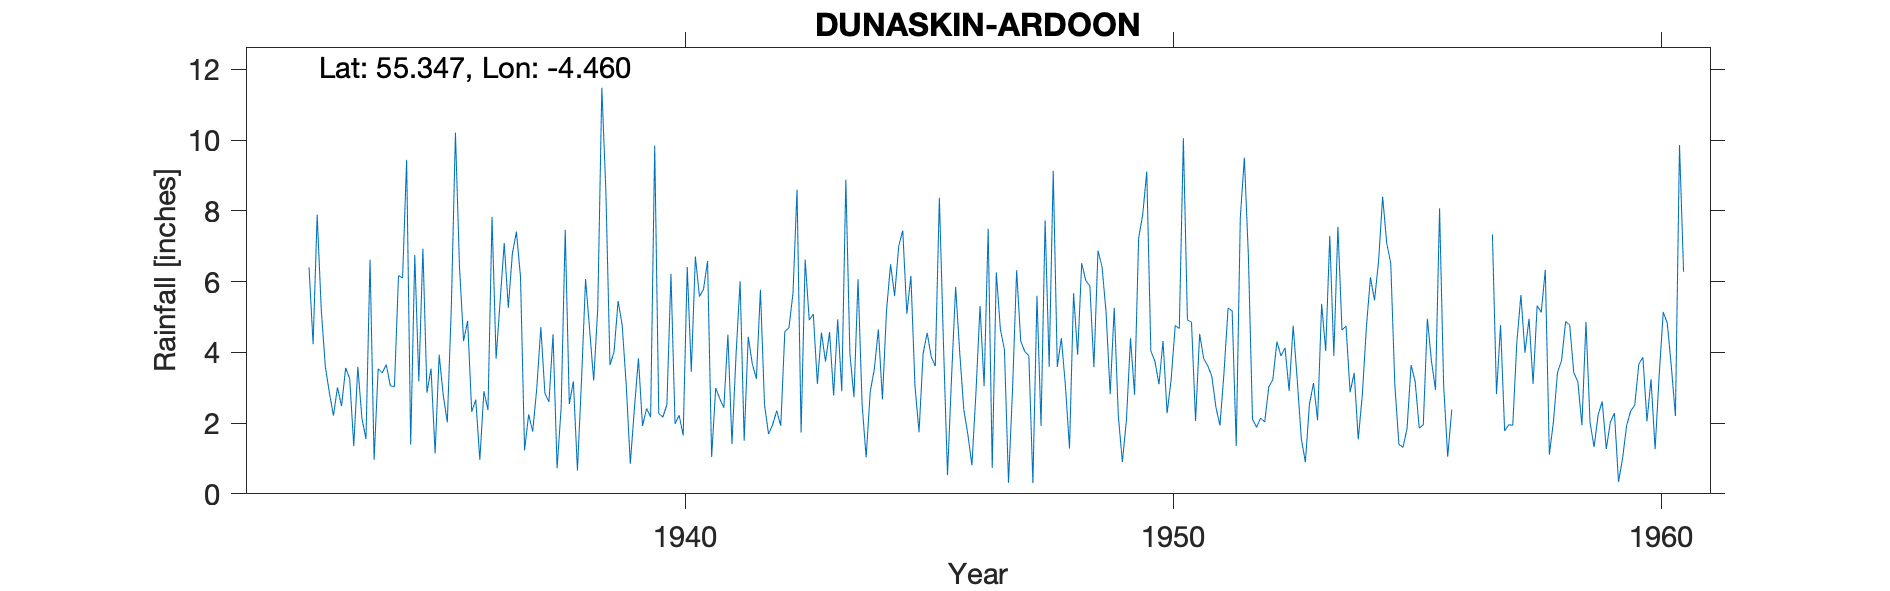 DUNASKIN-ARDOON
Lat: 55.347, Lon: -4.460
12
10
8
6
4
2
0
Rainfall [inches]
1940
1950
1960
Year